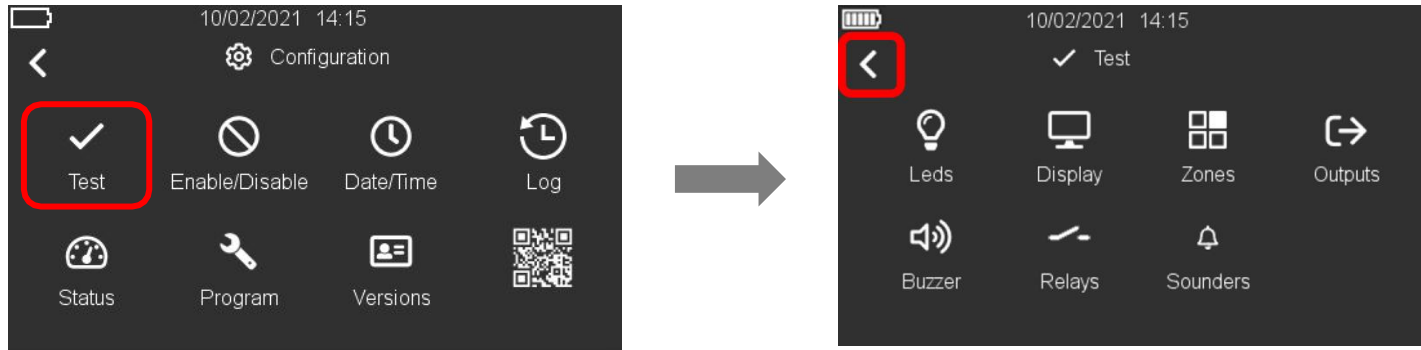 10/02/2021 14:15
Configuration
Test Enable/Disable Date/Time Log
Status Program Versions
10/02/2021 14:15
Test
Leds Display Zones Outputs
Buzzer Relays Sounders